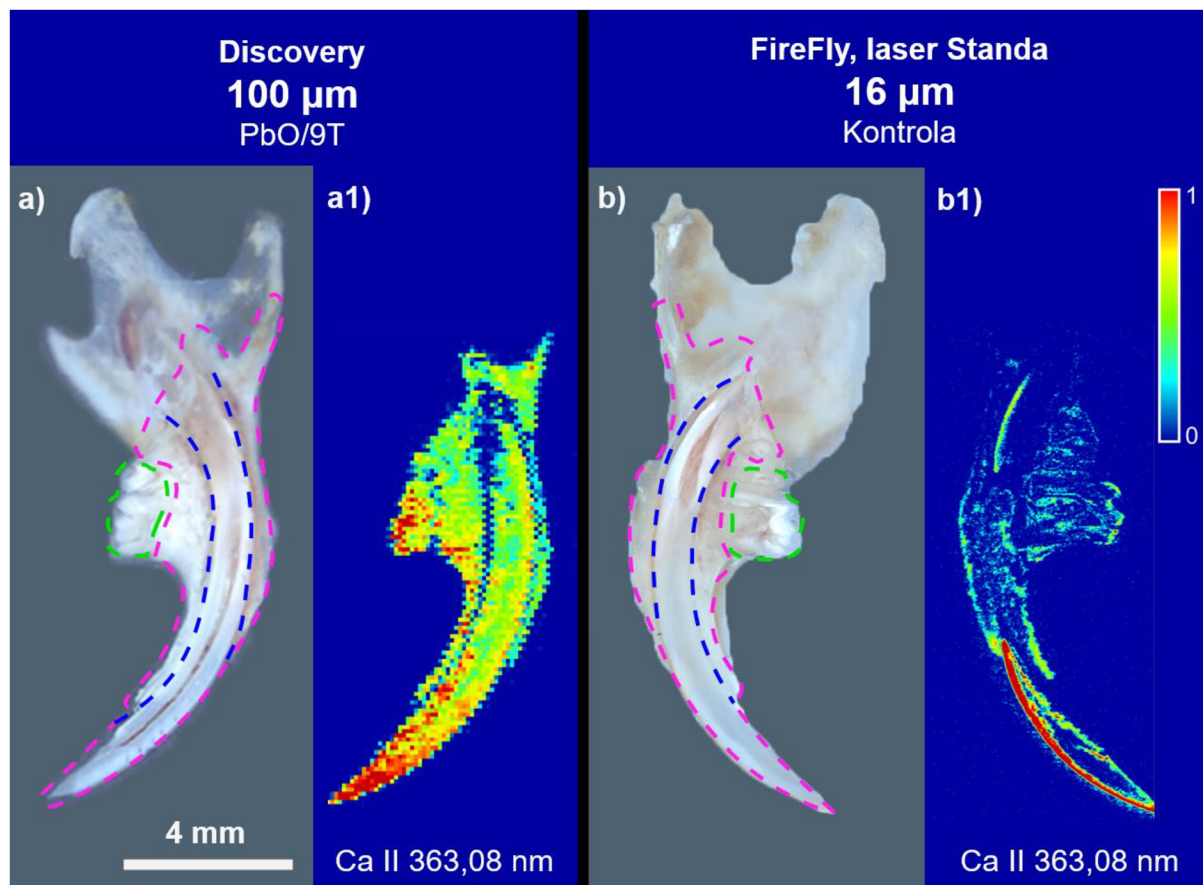 Discovery
100 µm
PbO/9T
FireFly, laser Standa
16 µm
Kontrola
a)
a1)
b)
b1)
1
0
4 mm
Ca II 363,08 nm
Ca II 363,08 nm